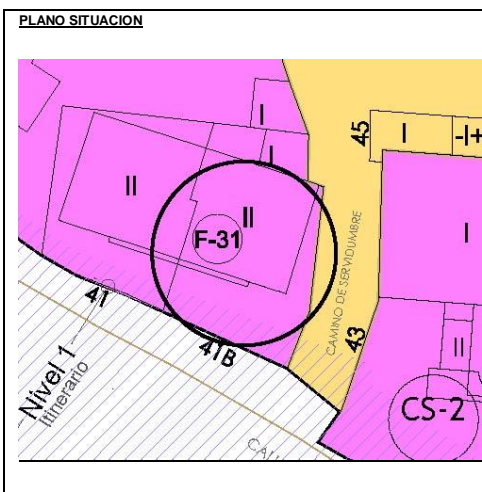 PLANO SITUACION
I
45
I
-I+
I
II
II
F-31
I
CAMINO DE SERVIDUMBRE
41
41B
43
II
Nivel 1
Itinerario
CS-2